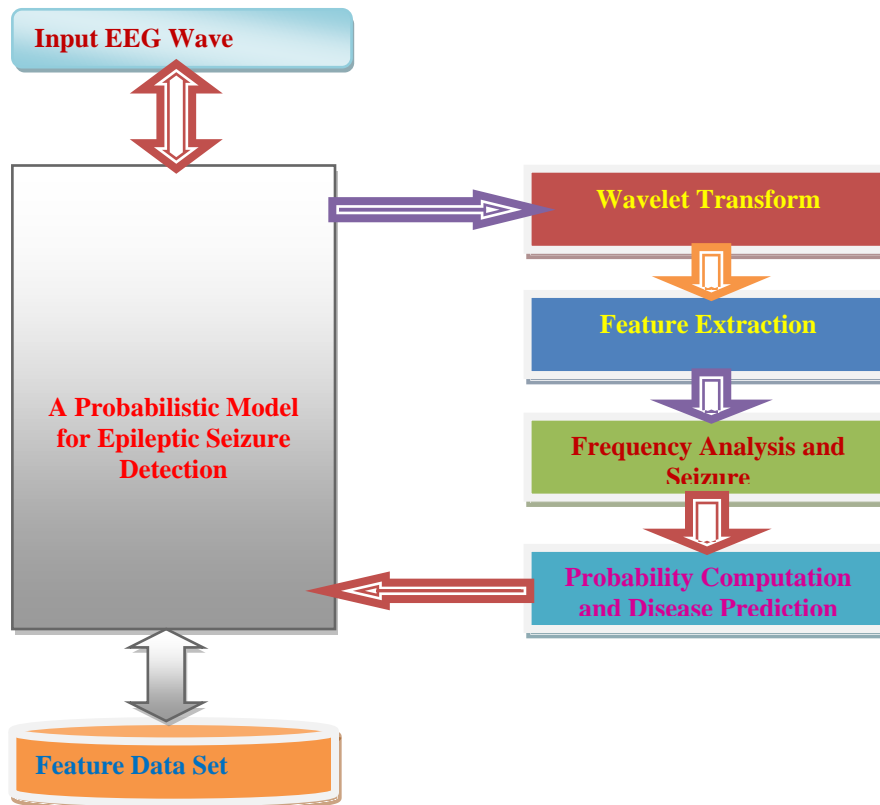 Input EEG Wave
Wavelet Transform
Feature Extraction
A Probabilistic Model
for Epileptic Seizure
Detection
Frequency Analysis and
Seizure
Probability Computation
and Disease Prediction
Feature Data Set